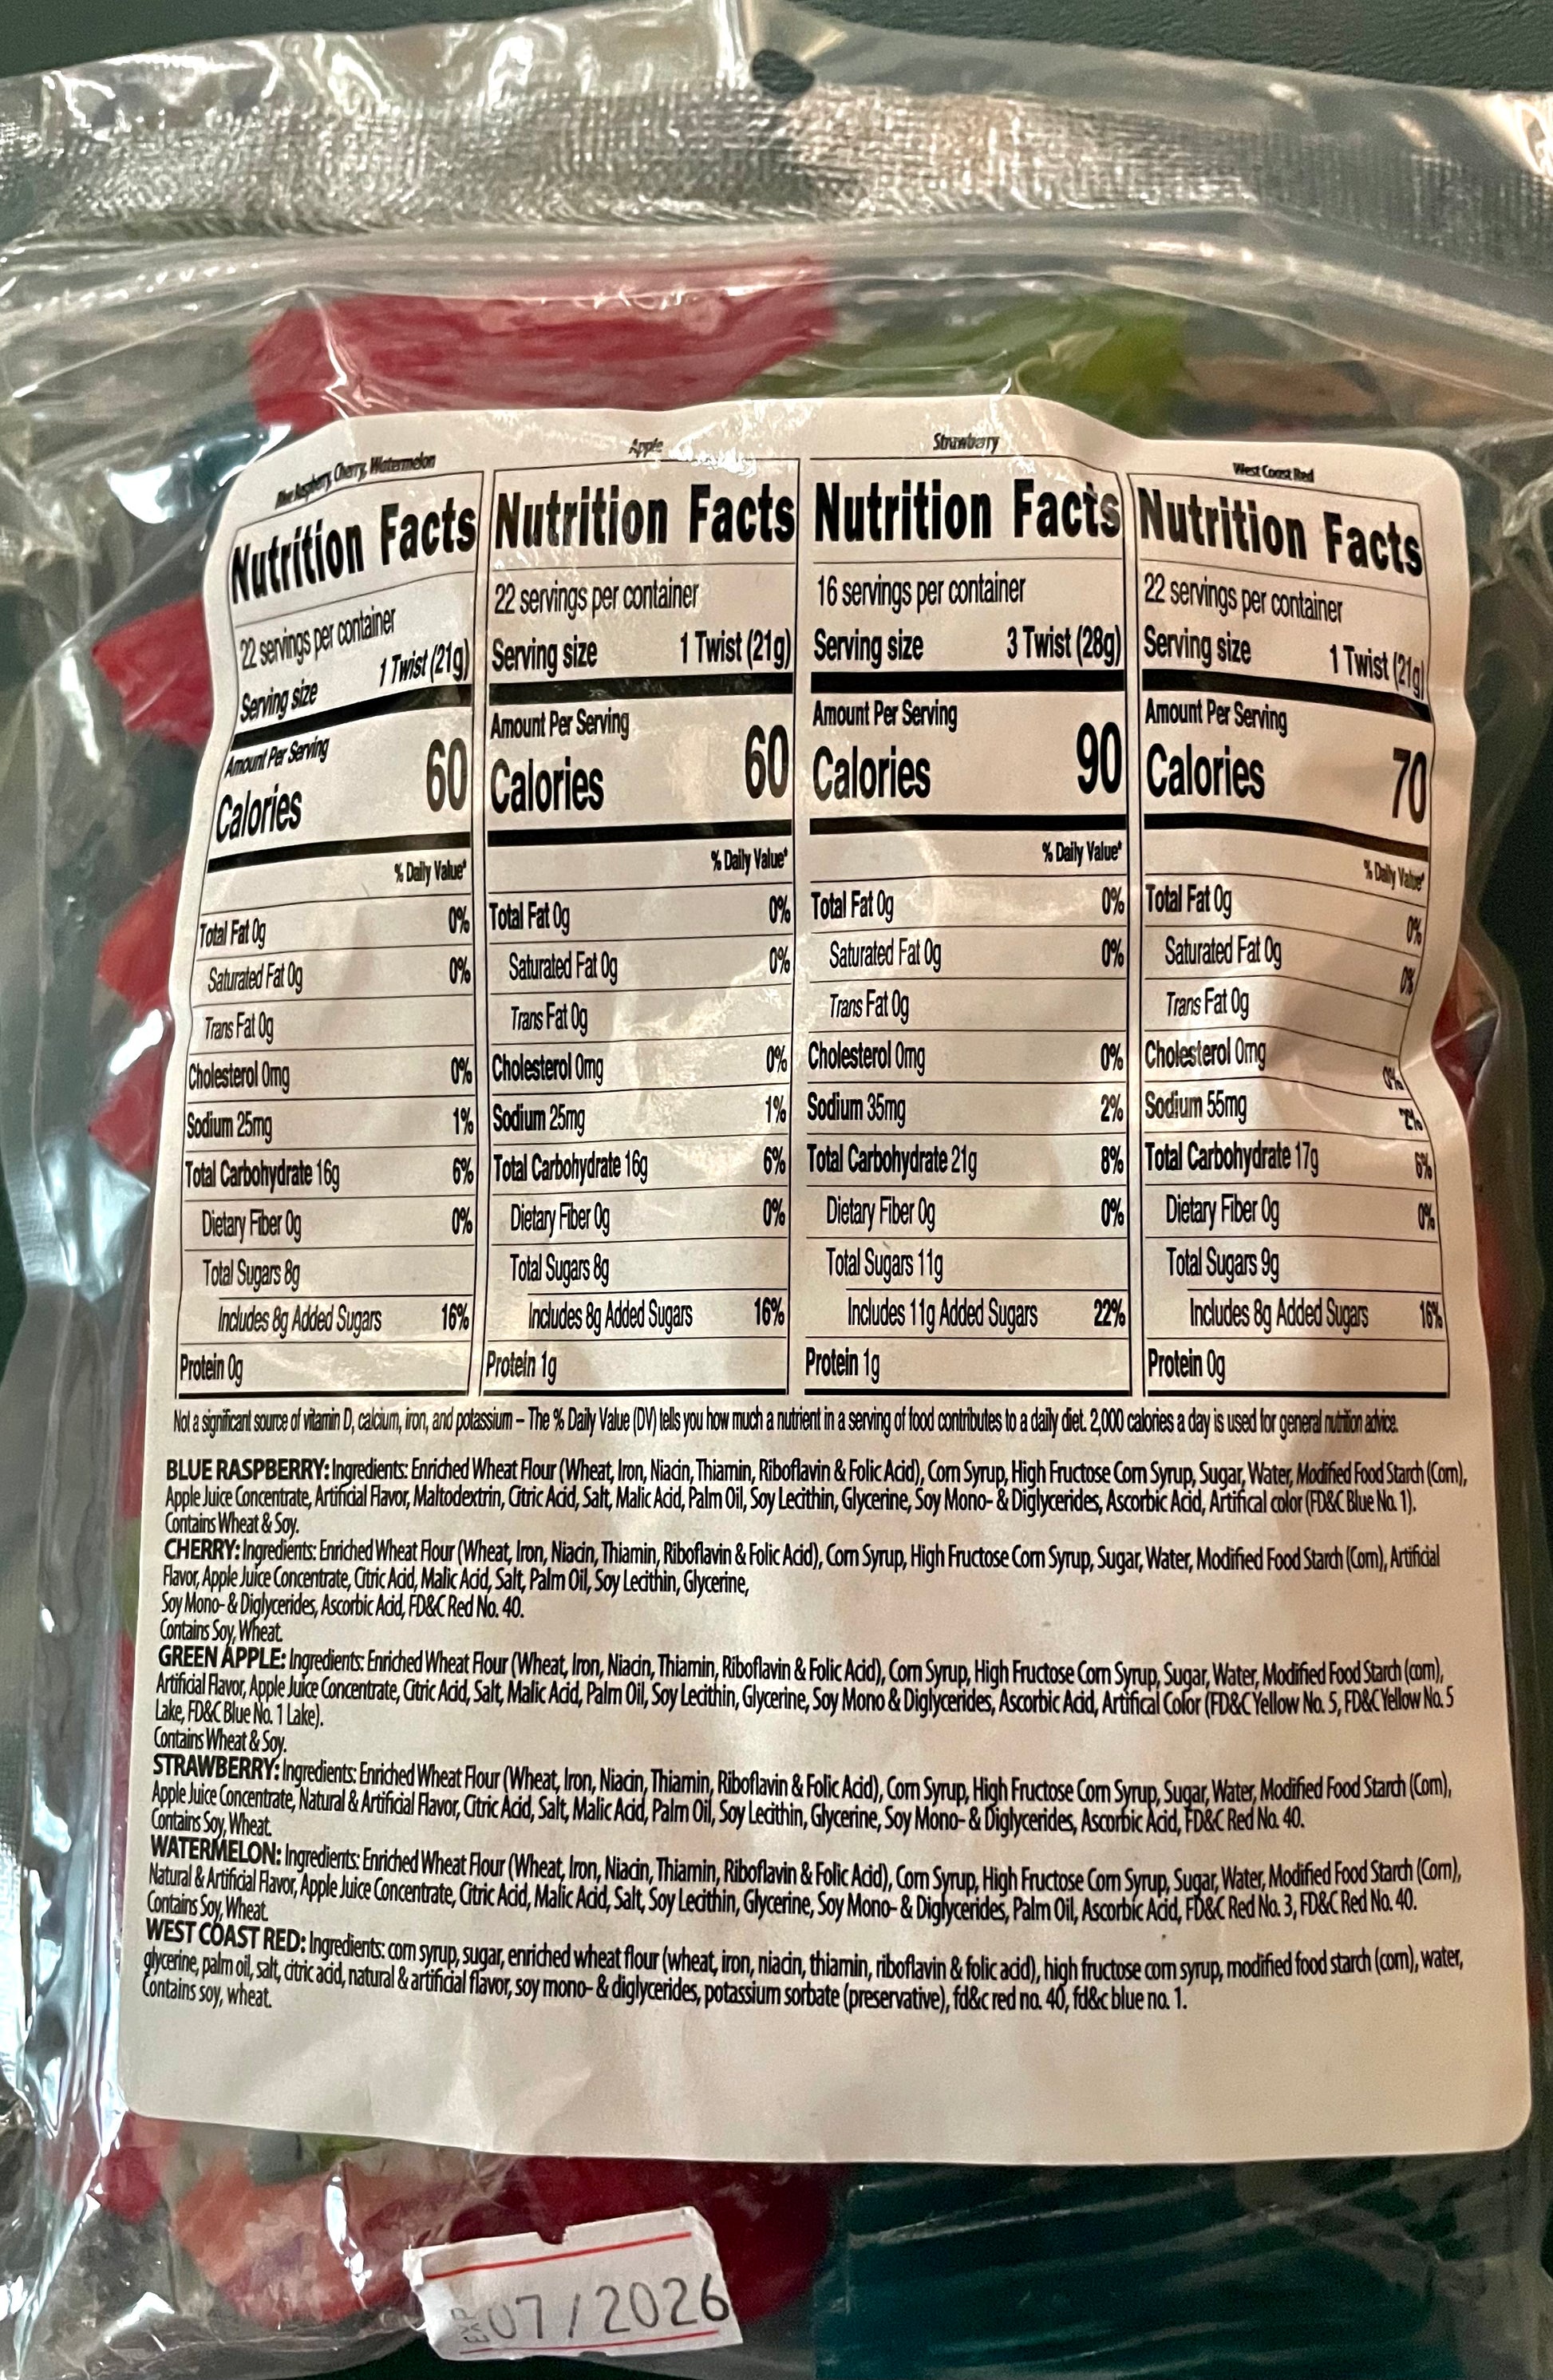 Blue Raspberry, Cherry, Watermelon
Nutrition Facts
22 servings per container
Serving size 1 Twist (21g)
Amount Per Serving
Calories 60
% Daily Value*
Total Fat 0g 0%
Saturated Fat 0g 0%
Trans Fat 0g
Cholesterol 0mg 0%
Sodium 25mg 1%
Total Carbohydrate 16g 6%
Dietary Fiber 0g 0%
Total Sugars 8g
Includes 8g Added Sugars 16%
Protein 0g
Apple
Nutrition Facts
22 servings per container
Serving size 1 Twist (21g)
Amount Per Serving
Calories 60
% Daily Value*
Total Fat 0g 0%
Saturated Fat 0g 0%
Trans Fat 0g
Cholesterol 0mg 0%
Sodium 25mg 1%
Total Carbohydrate 16g 6%
Dietary Fiber 0g 0%
Total Sugars 8g
Includes 8g Added Sugars 16%
Protein 1g
Strawberry
Nutrition Facts
16 servings per container
Serving size 3 Twist (28g)
Amount Per Serving
Calories 90
% Daily Value*
Total Fat 0g 0%
Saturated Fat 0g 0%
Trans Fat 0g
Cholesterol 0mg 0%
Sodium 35mg 2%
Total Carbohydrate 21g 8%
Dietary Fiber 0g 0%
Total Sugars 11g
Includes 11g Added Sugars 22%
Protein 1g
West Coast Red
Nutrition Facts
22 servings per container
Serving size 1 Twist (21g)
Amount Per Serving
Calories 70
% Daily Value*
Total Fat 0g 0%
Saturated Fat 0g 0%
Trans Fat 0g
Cholesterol 0mg 0%
Sodium 55mg 2%
Total Carbohydrate 17g 6%
Dietary Fiber 0g 0%
Total Sugars 9g
Includes 8g Added Sugars 16%
Protein 0g
Not a significant source of vitamin D, calcium, iron, and potassium – The % Daily Value (DV) tells you how much a nutrient in a serving of food contributes to a daily diet. 2,000 calories a day is used for general nutrition advice.
BLUE RASPBERRY: Ingredients: Enriched Wheat Flour (Wheat, Iron, Niacin, Thiamin, Riboflavin & Folic Acid), Corn Syrup, High Fructose Corn Syrup, Sugar, Water, Modified Food Starch (Corn),
Apple Juice Concentrate, Artificial Flavor, Maltodextrin, Citric Acid, Salt, Malic Acid, Palm Oil, Soy Lecithin, Glycerine, Soy Mono- & Diglycerides, Ascorbic Acid, Artifical color (FD&C Blue No. 1).
Contains Wheat & Soy.
CHERRY: Ingredients: Enriched Wheat Flour (Wheat, Iron, Niacin, Thiamin, Riboflavin & Folic Acid), Corn Syrup, High Fructose Corn Syrup, Sugar, Water, Modified Food Starch (Corn), Artificial
Flavor, Apple Juice Concentrate, Citric Acid, Malic Acid, Salt, Palm Oil, Soy Lecithin, Glycerine,
Soy Mono- & Diglycerides, Ascorbic Acid, FD&C Red No. 40.
Contains Soy, Wheat.
GREEN APPLE: Ingredients: Enriched Wheat Flour (Wheat, Iron, Niacin, Thiamin, Riboflavin & Folic Acid), Corn Syrup, High Fructose Corn Syrup, Sugar, Water, Modified Food Starch (corn),
Artificial Flavor, Apple Juice Concentrate, Citric Acid, Salt, Malic Acid, Palm Oil, Soy Lecithin, Glycerine, Soy Mono & Diglycerides, Ascorbic Acid, Artifical Color (FD&C Yellow No. 5, FD&C Yellow No. 5
Lake, FD&C Blue No. 1 Lake).
Contains Wheat & Soy.
STRAWBERRY: Ingredients: Enriched Wheat Flour (Wheat, Iron, Niacin, Thiamin, Riboflavin & Folic Acid), Corn Syrup, High Fructose Corn Syrup, Sugar, Water, Modified Food Starch (Corn),
Apple Juice Concentrate, Natural & Artificial Flavor, Citric Acid, Salt, Malic Acid, Palm Oil, Soy Lecithin, Glycerine, Soy Mono- & Diglycerides, Ascorbic Acid, FD&C Red No. 40.
Contains Soy, Wheat.
WATERMELON: Ingredients: Enriched Wheat Flour (Wheat, Iron, Niacin, Thiamin, Riboflavin & Folic Acid), Corn Syrup, High Fructose Corn Syrup, Sugar, Water, Modified Food Starch (Corn),
Natural & Artificial Flavor, Apple Juice Concentrate, Citric Acid, Malic Acid, Salt, Soy Lecithin, Glycerine, Soy Mono- & Diglycerides, Palm Oil, Ascorbic Acid, FD&C Red No. 3, FD&C Red No. 40.
Contains Soy, Wheat.
WEST COAST RED: Ingredients: corn syrup, sugar, enriched wheat flour (wheat, iron, niacin, thiamin, riboflavin & folic acid), high fructose corn syrup, modified food starch (corn), water,
glycerine, palm oil, salt, citric acid, natural & artificial flavor, soy mono- & diglycerides, potassium sorbate (preservative), fd&c red no. 40, fd&c blue no. 1.
Contains soy, wheat.
EXP 07/2026